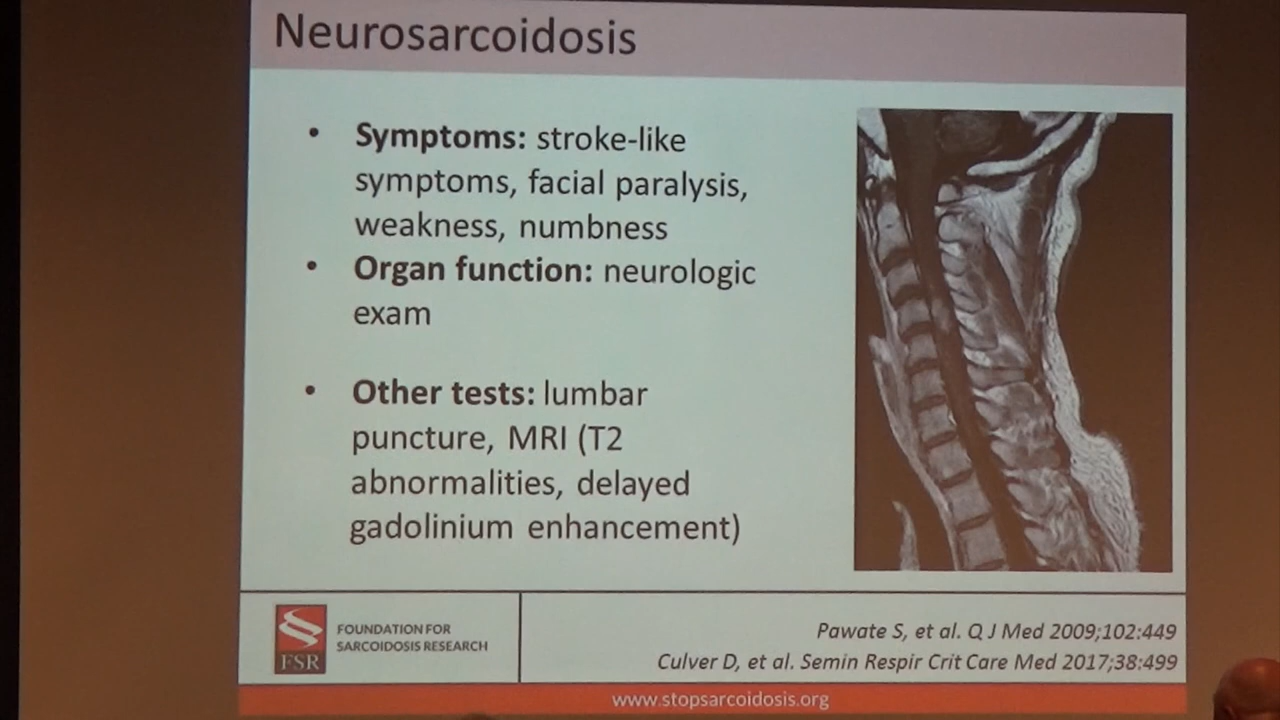 Neurosarcoidosis
• Symptoms: stroke-like
symptoms, facial paralysis,
weakness, numbness
• Organ function: neurologic
exam
• Other tests: lumbar
puncture, MRI (T2
abnormalities, delayed
gadolinium enhancement)
FSR
FOUNDATION FOR
SARCOIDOSIS RESEARCH
Pawate S, et al. Q J Med 2009;102:449
Culver D, et al. Semin Respir Crit Care Med 2017;38:499
www.stopsarcoidosis.org